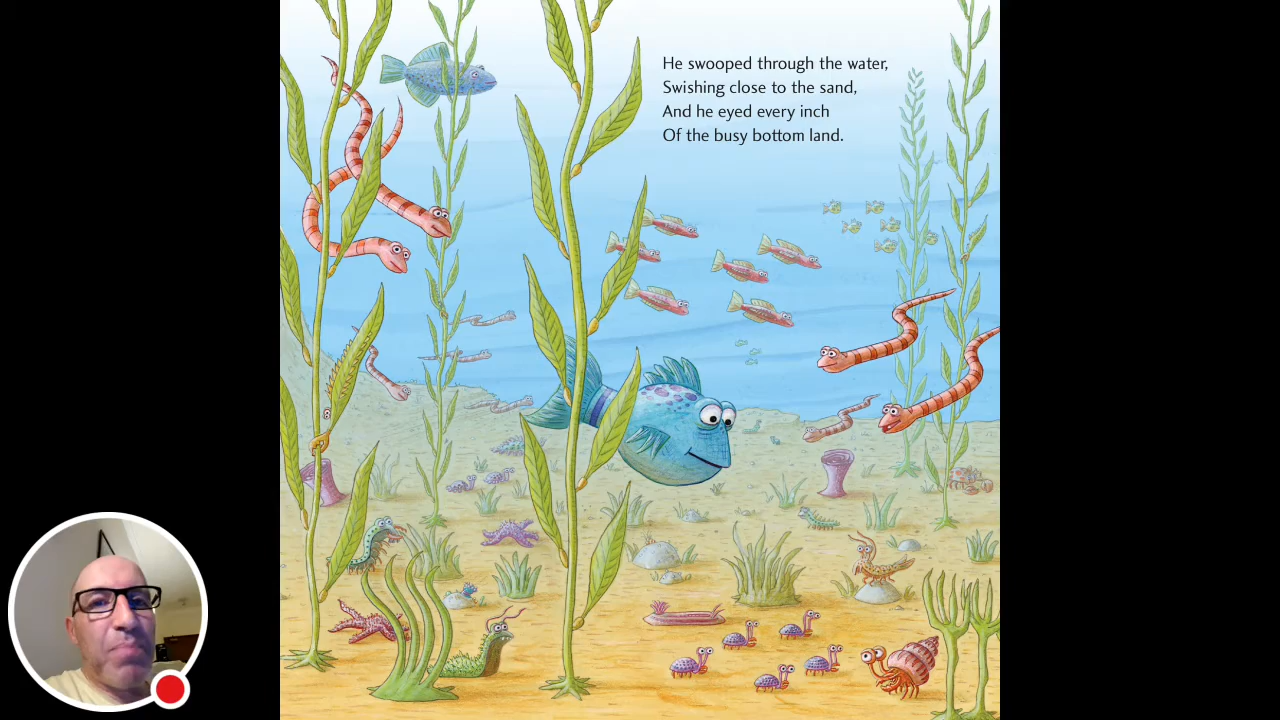 He swooped through the water,
Swishing close to the sand,
And he eyed every inch
Of the busy bottom land.